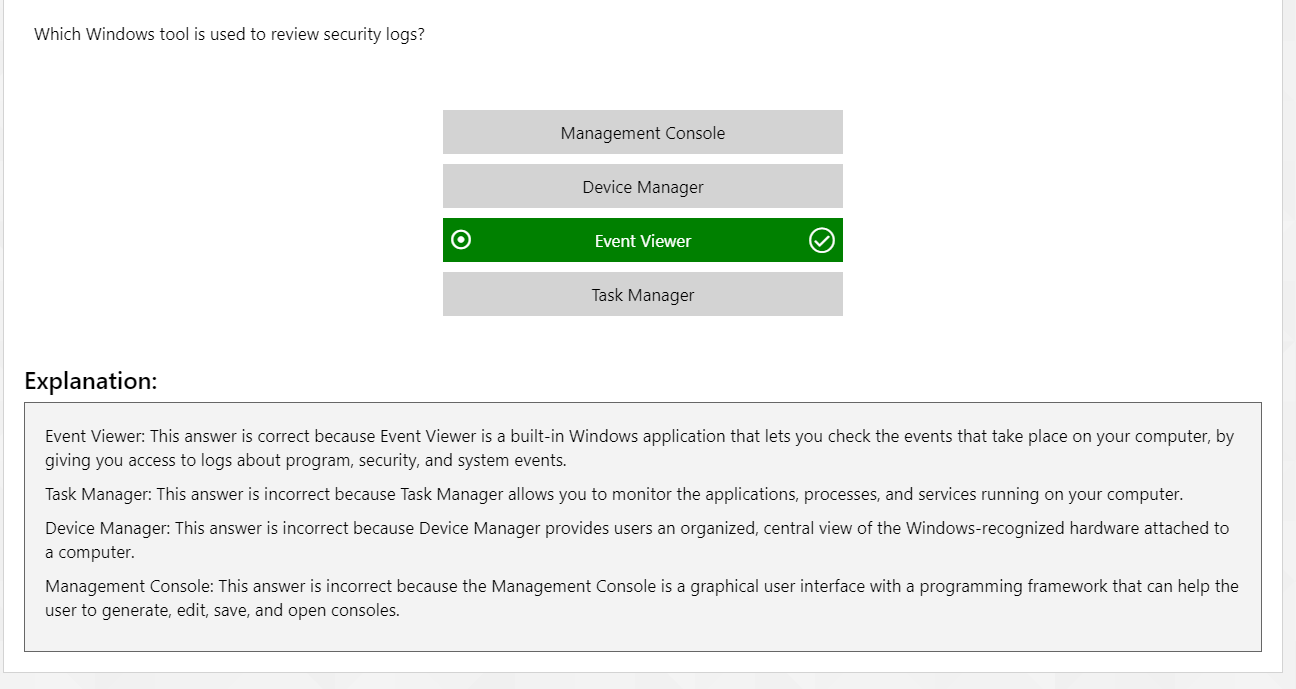 Which Windows tool is used to review security logs?
Management Console
Device Manager
Event Viewer
Task Manager
Explanation:
Event Viewer: This answer is correct because Event Viewer is a built-in Windows application that lets you check the events that take place on your computer, by
giving you access to logs about program, security, and system events.
Task Manager: This answer is incorrect because Task Manager allows you to monitor the applications, processes, and services running on your computer.
Device Manager: This answer is incorrect because Device Manager provides users an organized, central view of the Windows-recognized hardware attached to
a computer.
Management Console: This answer is incorrect because the Management Console is a graphical user interface with a programming framework that can help the
user to generate, edit, save, and open consoles.